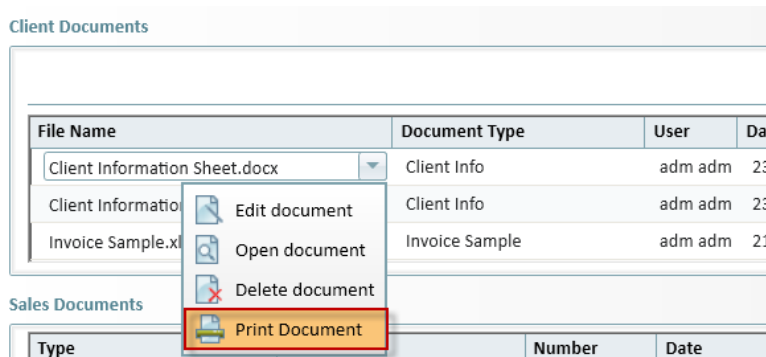 Client Documents
File Name Document Type User
Client Information Sheet.docx Client Info adm adm
Client Info adm adm
Edit document
Invoice Sample adm adm
Open document
Delete document
Sales Documents
Print Document
Type Number Date